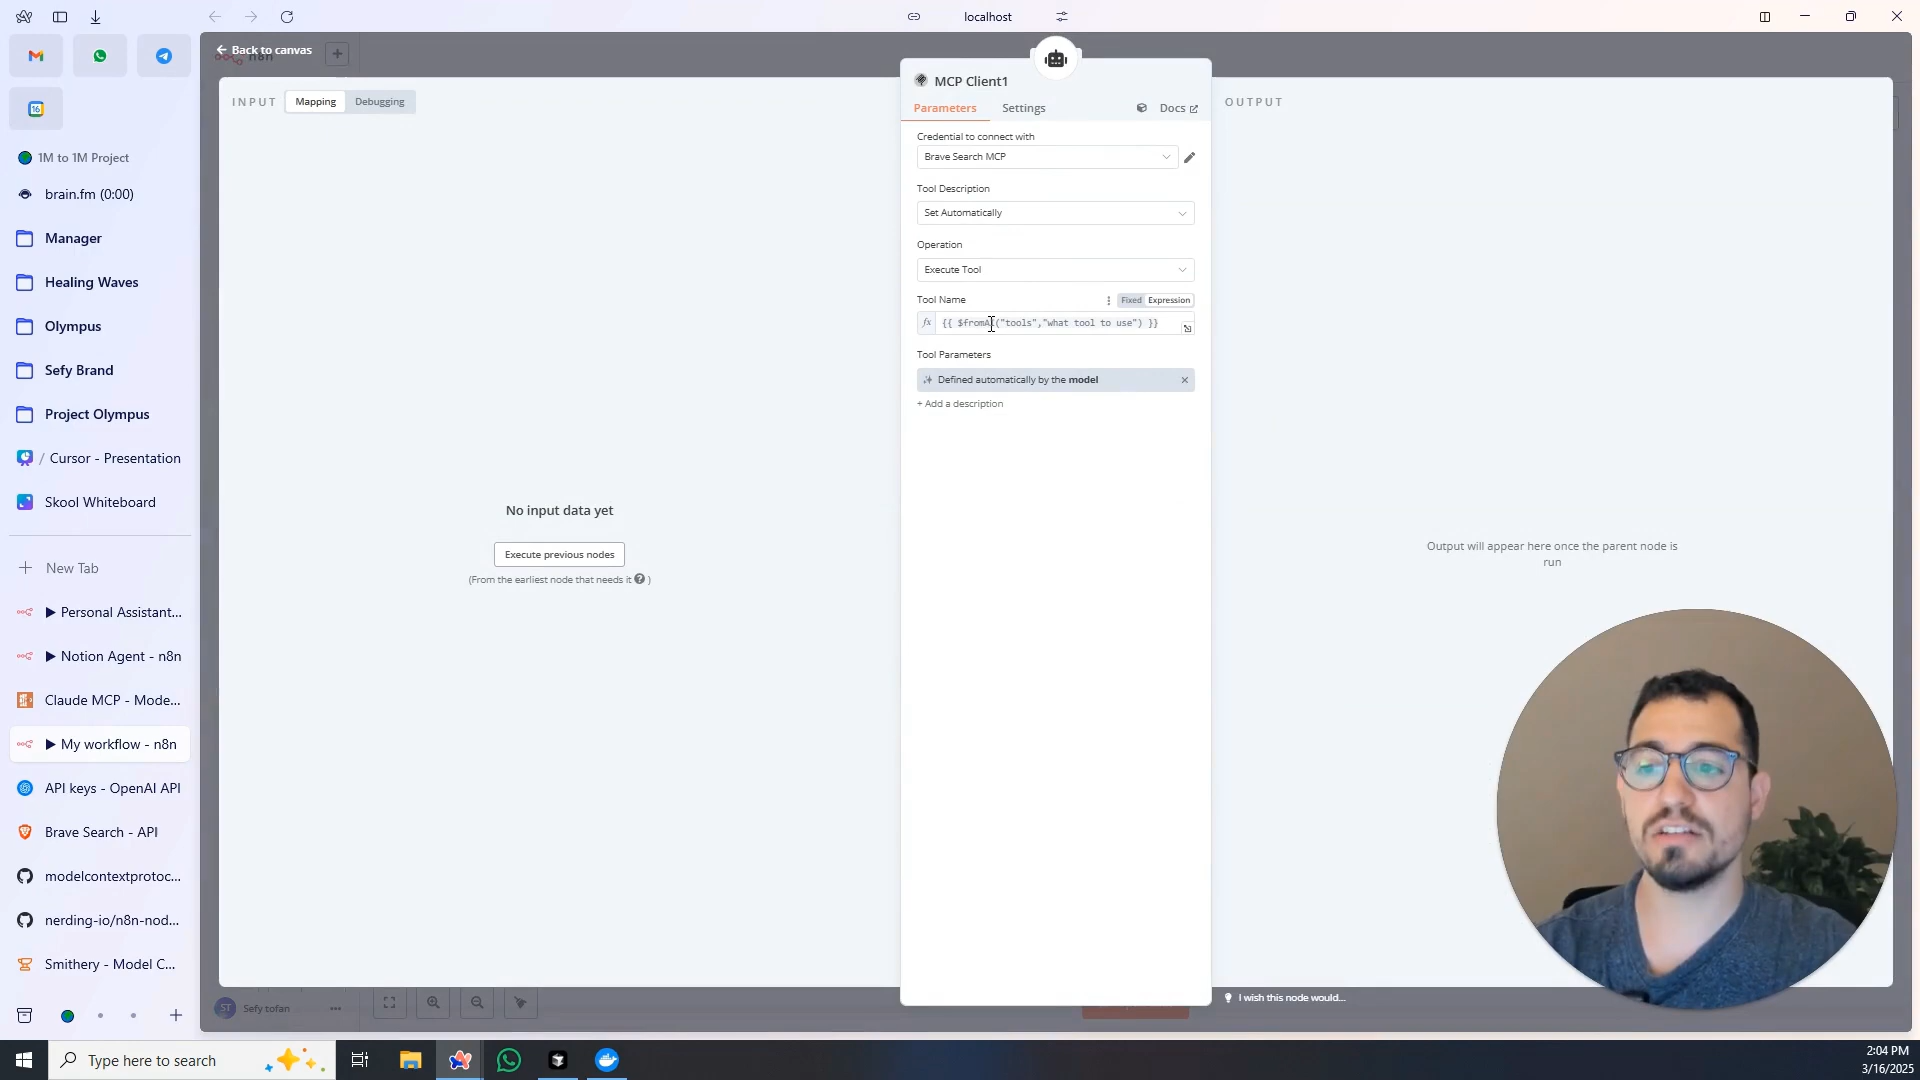 localhost
Back to canvas
n8n
INPUT
Mapping
Debugging
MCP Client1
OUTPUT
Parameters
Settings
Docs
Credential to connect with
Brave Search MCP
Tool Description
Set Automatically
Operation
Execute Tool
Tool Name
Fixed
Expression
fx
{{ $fromAI("tools","what tool to use") }}
Tool Parameters
Defined automatically by the model
+ Add a description
No input data yet
Execute previous nodes
(From the earliest node that needs it ? )
Output will appear here once the parent node is
run
I wish this node would...
16
1M to 1M Project
brain.fm (0:00)
Manager
Healing Waves
Olympus
Sefy Brand
Project Olympus
/ Cursor - Presentation
Skool Whiteboard
New Tab
▶ Personal Assistant...
▶ Notion Agent - n8n
Claude MCP - Mode...
▶ My workflow - n8n
API keys - OpenAI API
Brave Search - API
modelcontextprotoc...
nerding-io/n8n-nod...
Smithery - Model C...
ST
Sefy tofan
Type here to search
2:04 PM
3/16/2025